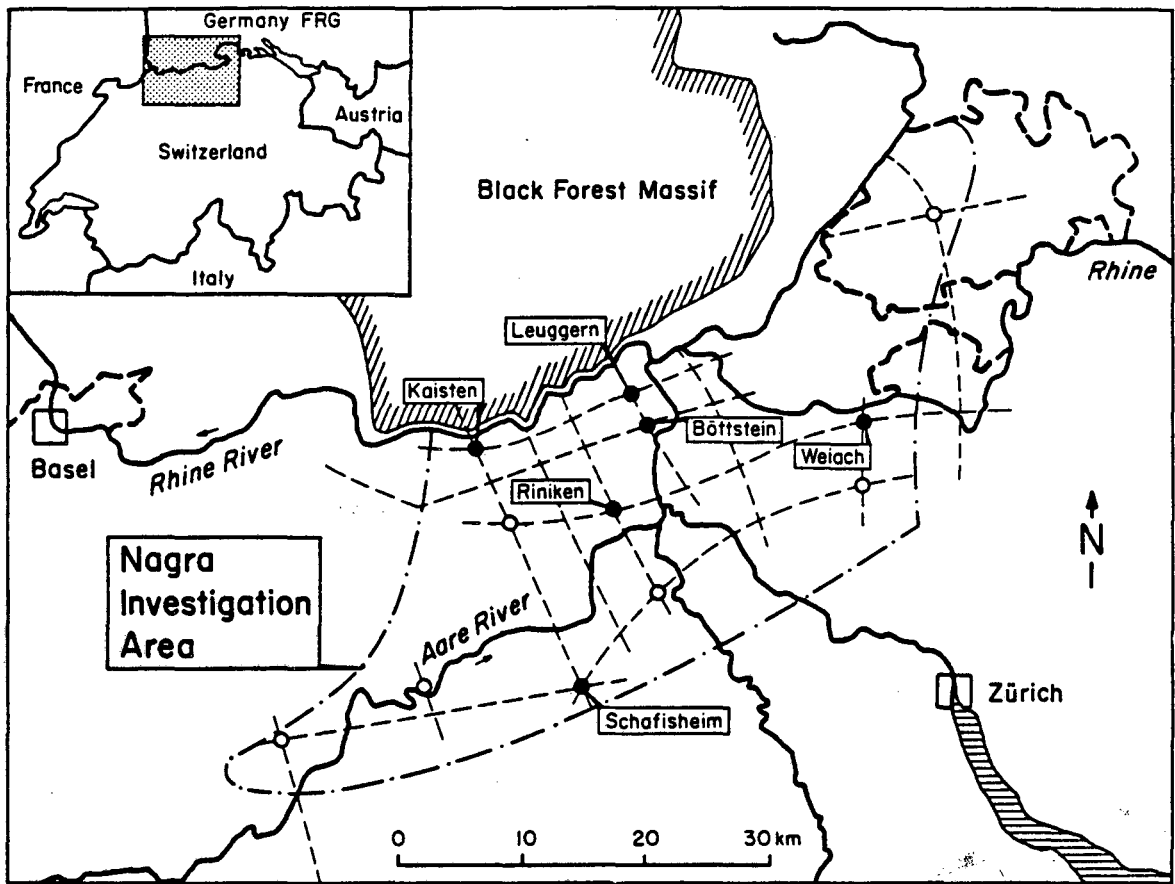 Germany FRG
France
Austria
Switzerland
Italy
Black Forest Massif
Rhine
Leuggern
Kaisten
Böttstein
Basel
Rhine River
Weiach
Riniken
N
Nagra
Investigation
Area
Aare River
Zürich
Schafisheim
0 10 20 30 km